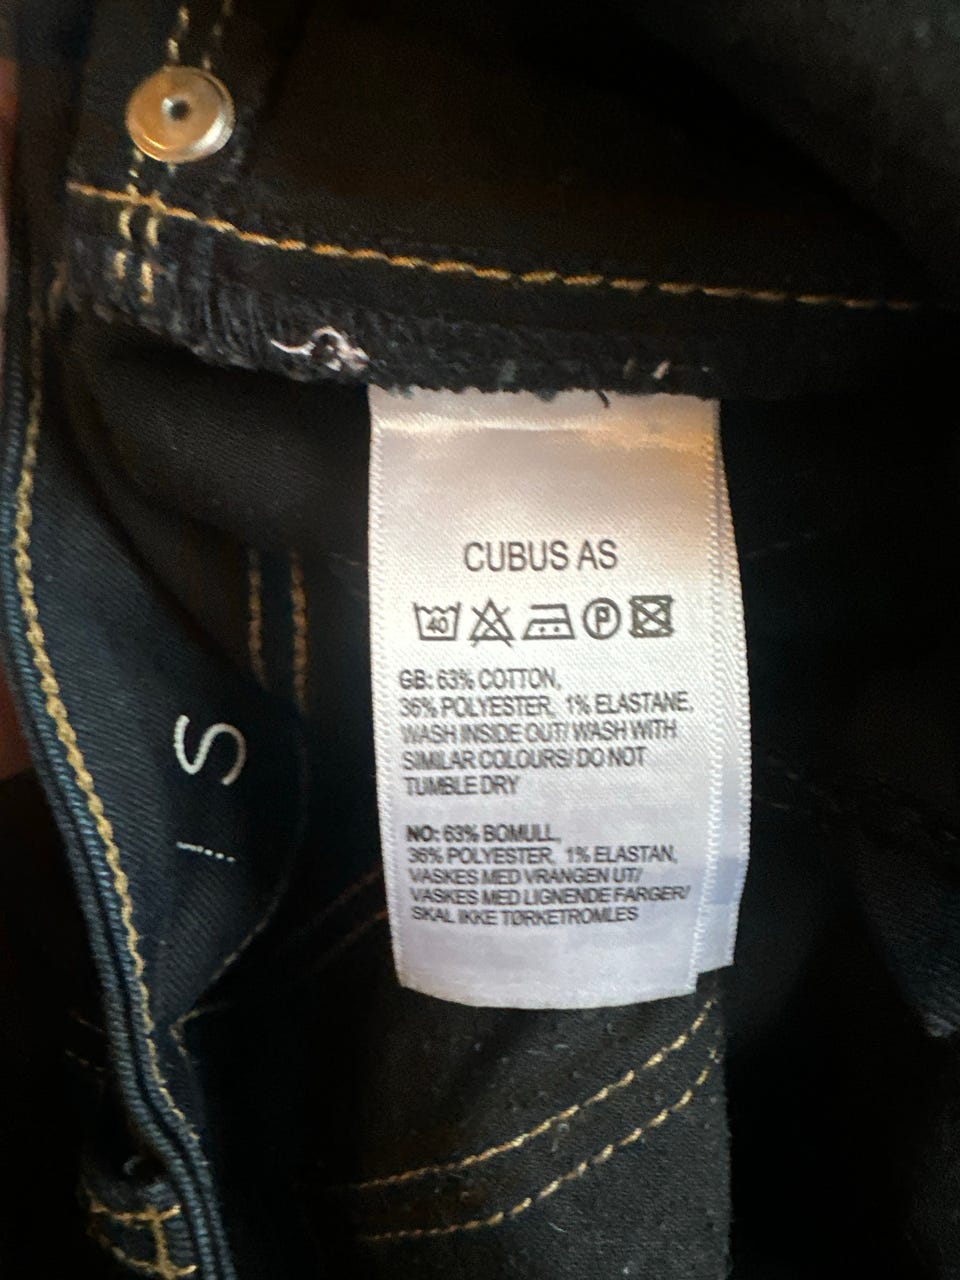 CUBUS AS
40 P
GB: 63% COTTON,
36% POLYESTER, 1% ELASTANE,
WASH INSIDE OUT/ WASH WITH
SIMILAR COLOURS/ DO NOT
TUMBLE DRY
NO: 63% BOMULL,
36% POLYESTER, 1% ELASTAN,
VASKES MED VRANGEN UT/
VASKES MED LIGNENDE FARGER/
SKAL IKKE TØRKETROMLES
S